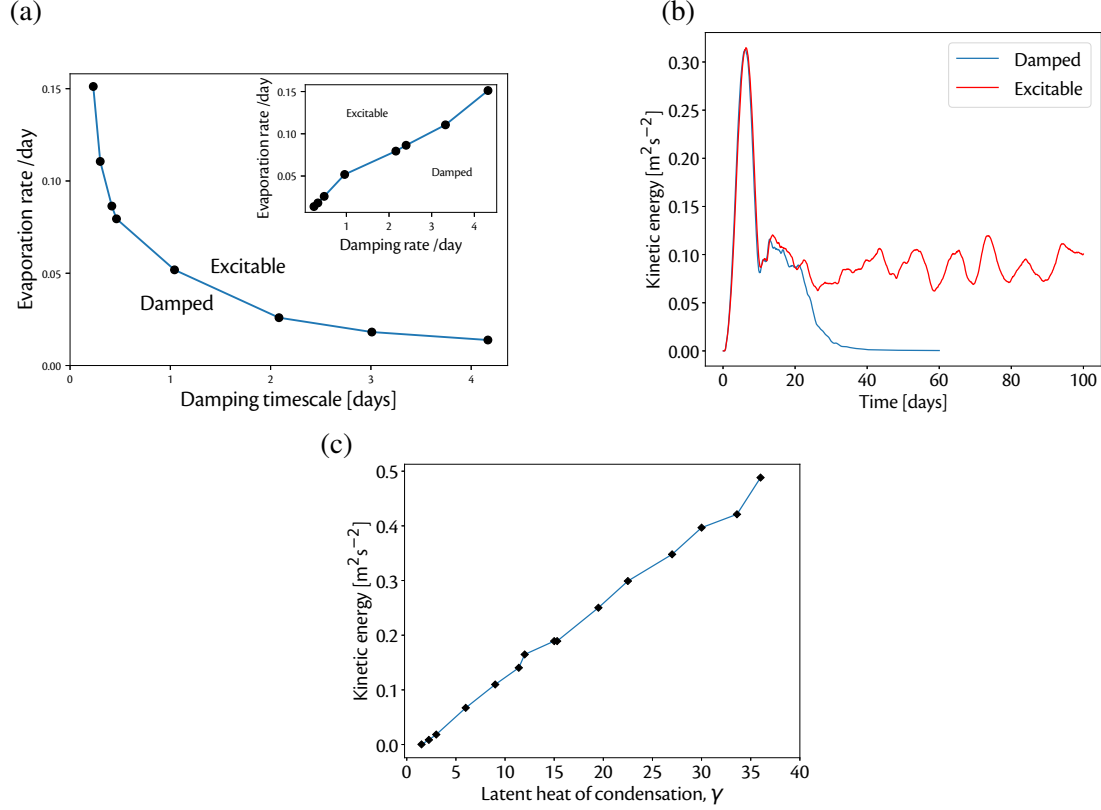 (a)
0.15
0.10
0.05
0.00
Evaporation rate /day
0
1
2
3
4
Damping timescale [days]
Excitable
Damped
0.15
0.10
0.05
Evaporation rate /day
Excitable
Damped
1
2
3
4
Damping rate /day
(b)
Damped
Excitable
0.30
0.25
0.20
0.15
0.10
0.05
0.00
Kinetic energy [m²s⁻²]
0
20
40
60
80
100
Time [days]
(c)
0.5
0.4
0.3
0.2
0.1
0.0
Kinetic energy [m²s⁻²]
0
5
10
15
20
25
30
35
40
Latent heat of condensation, γ